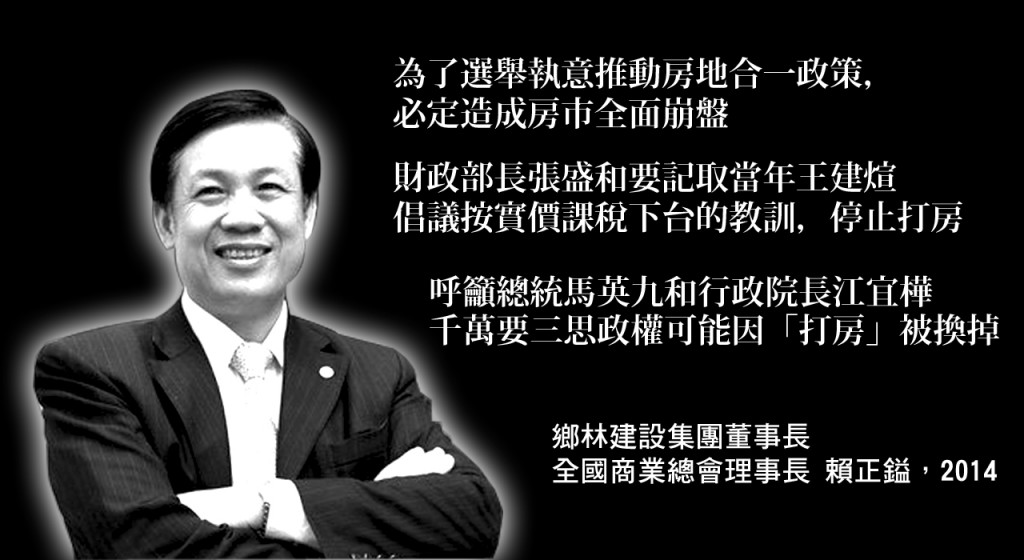 為了選舉執意推動房地合一政策,
必定造成房市全面崩盤
財政部長張盛和要記取當年王建煊
倡議按實價課稅下台的教訓, 停止打房
呼籲總統馬英九和行政院長江宜樺
千萬要三思政權可能因「打房」被換掉
鄉林建設集團董事長
全國商業總會理事長 賴正鎰，2014